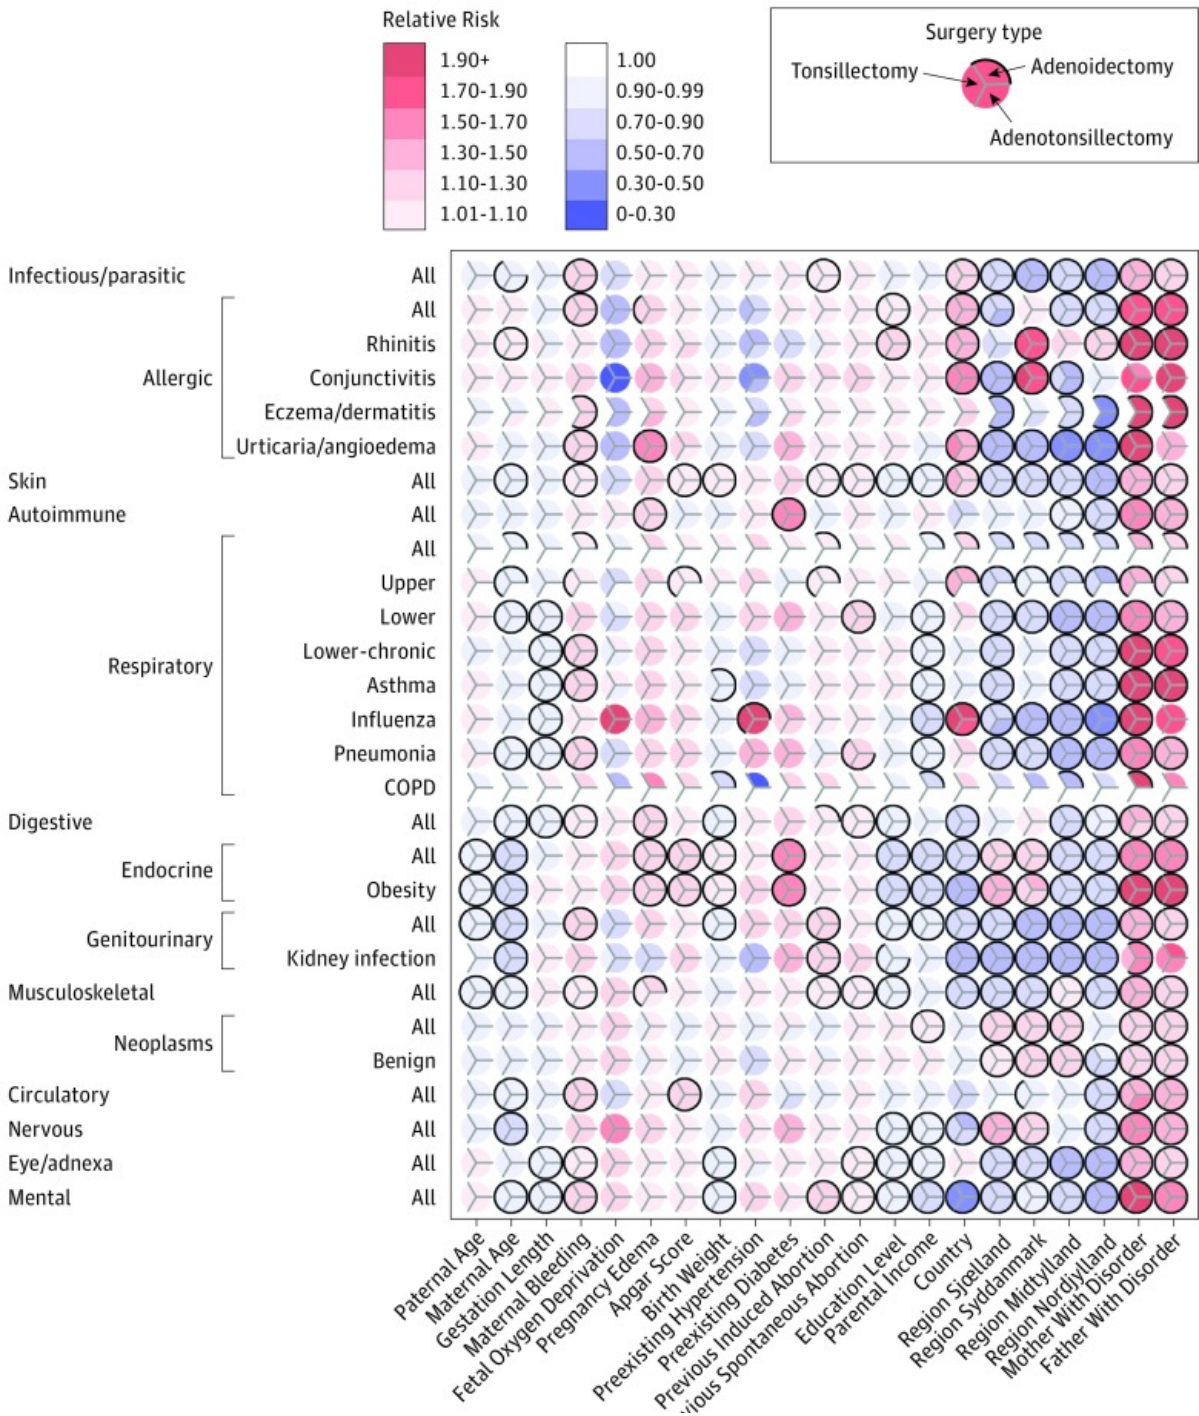 Relative Risk
1.90+
1.70-1.90
1.50-1.70
1.30-1.50
1.10-1.30
1.01-1.10
1.00
0.90-0.99
0.70-0.90
0.50-0.70
0.30-0.50
0-0.30
Surgery type
Tonsillectomy
Adenoidectomy
Adenotonsillectomy
Infectious/parasitic All
Allergic
All
Rhinitis
Conjunctivitis
Eczema/dermatitis
Urticaria/angioedema
Skin All
Autoimmune All
Respiratory
All
Upper
Lower
Lower-chronic
Asthma
Influenza
Pneumonia
COPD
Digestive All
Endocrine
All
Obesity
Genitourinary
All
Kidney infection
Musculoskeletal All
Neoplasms
All
Benign
Circulatory All
Nervous All
Eye/adnexa All
Mental All
Paternal Age
Maternal Age
Gestation Length
Maternal Bleeding
Fetal Oxygen Deprivation
Pregnancy Edema
Apgar Score
Birth Weight
Preexisting Hypertension
Preexisting Diabetes
Previous Induced Abortion
vious Spontaneous Abortion
Education Level
Parental Income
Country
Region Sjælland
Region Syddanmark
Region Midtylland
Region Nordjylland
Mother With Disorder
Father With Disorder